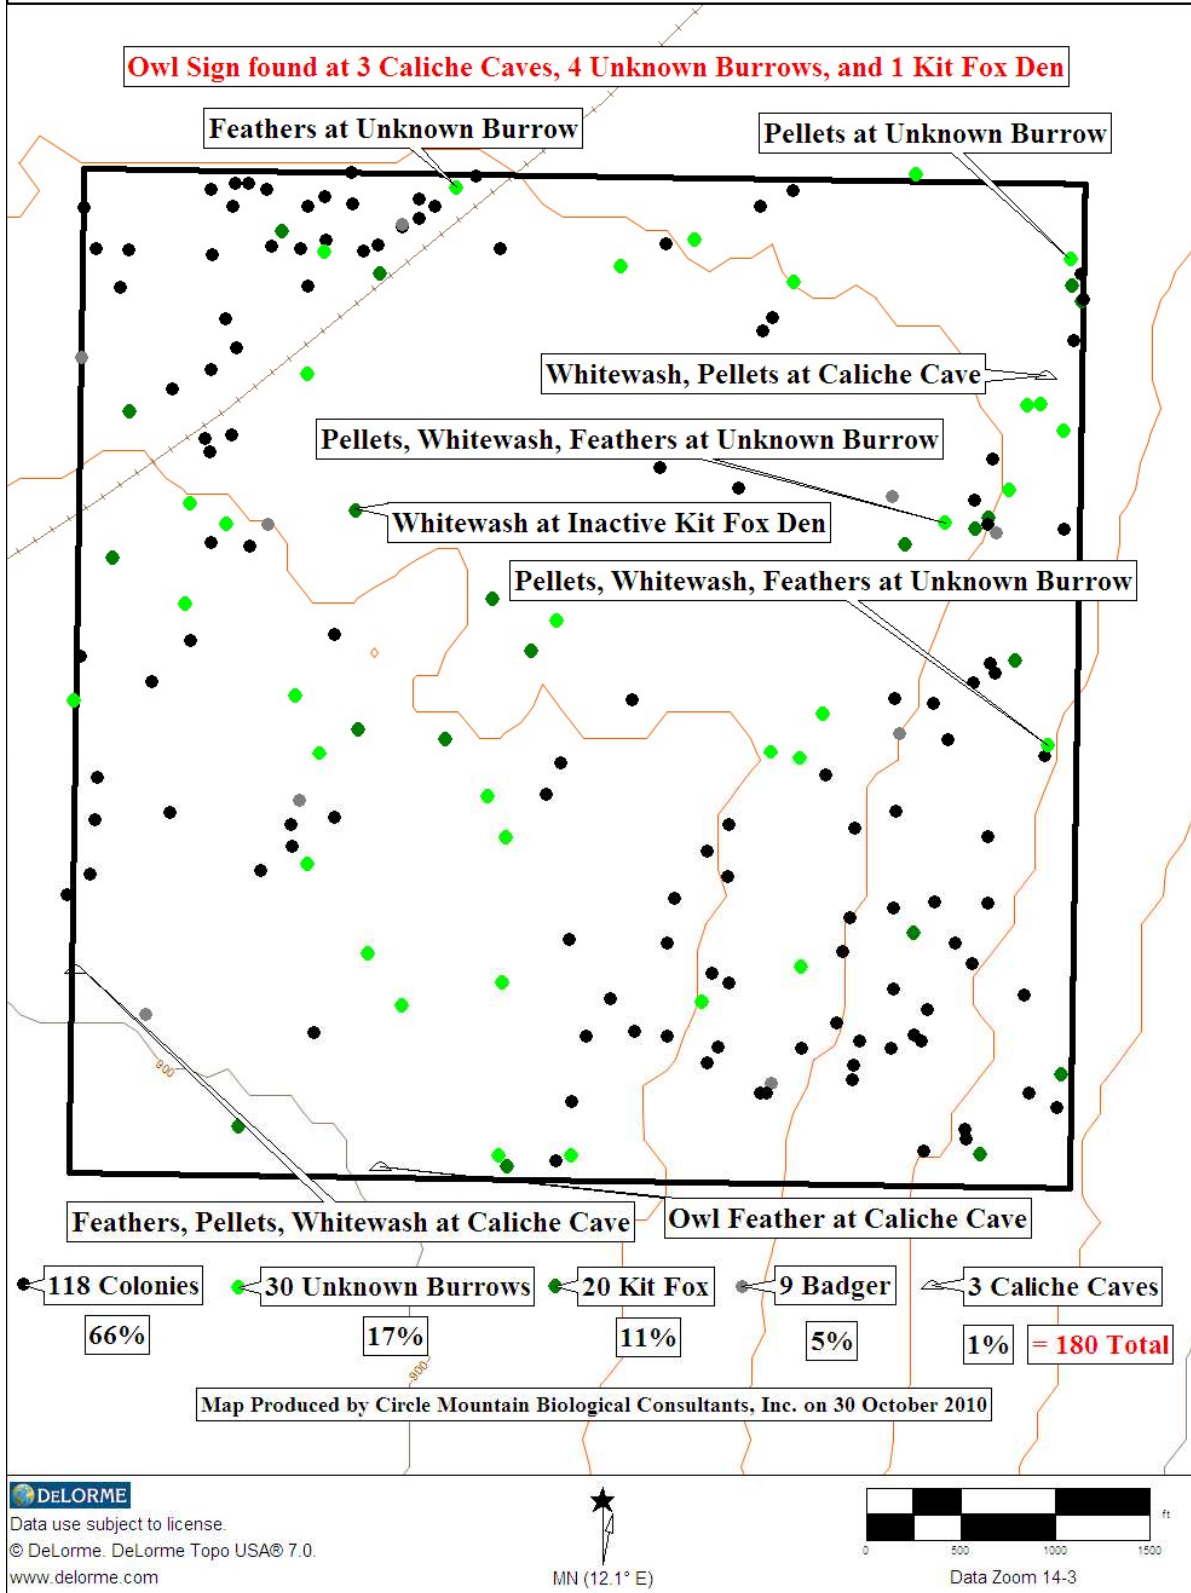 Owl Sign found at 3 Caliche Caves, 4 Unknown Burrows, and 1 Kit Fox Den
Feathers at Unknown Burrow
Pellets at Unknown Burrow
Whitewash, Pellets at Caliche Cave
Pellets, Whitewash, Feathers at Unknown Burrow
Whitewash at Inactive Kit Fox Den
Pellets, Whitewash, Feathers at Unknown Burrow
900
Feathers, Pellets, Whitewash at Caliche Cave
Owl Feather at Caliche Cave
118 Colonies
30 Unknown Burrows
20 Kit Fox
9 Badger
3 Caliche Caves
66%
17%
11%
5%
1%
= 180 Total
900
Map Produced by Circle Mountain Biological Consultants, Inc. on 30 October 2010
DELORME
Data use subject to license.
© DeLorme. DeLorme Topo USA® 7.0.
www.delorme.com
MN (12.1° E)
ft
0 500 1000 1500
Data Zoom 14-3